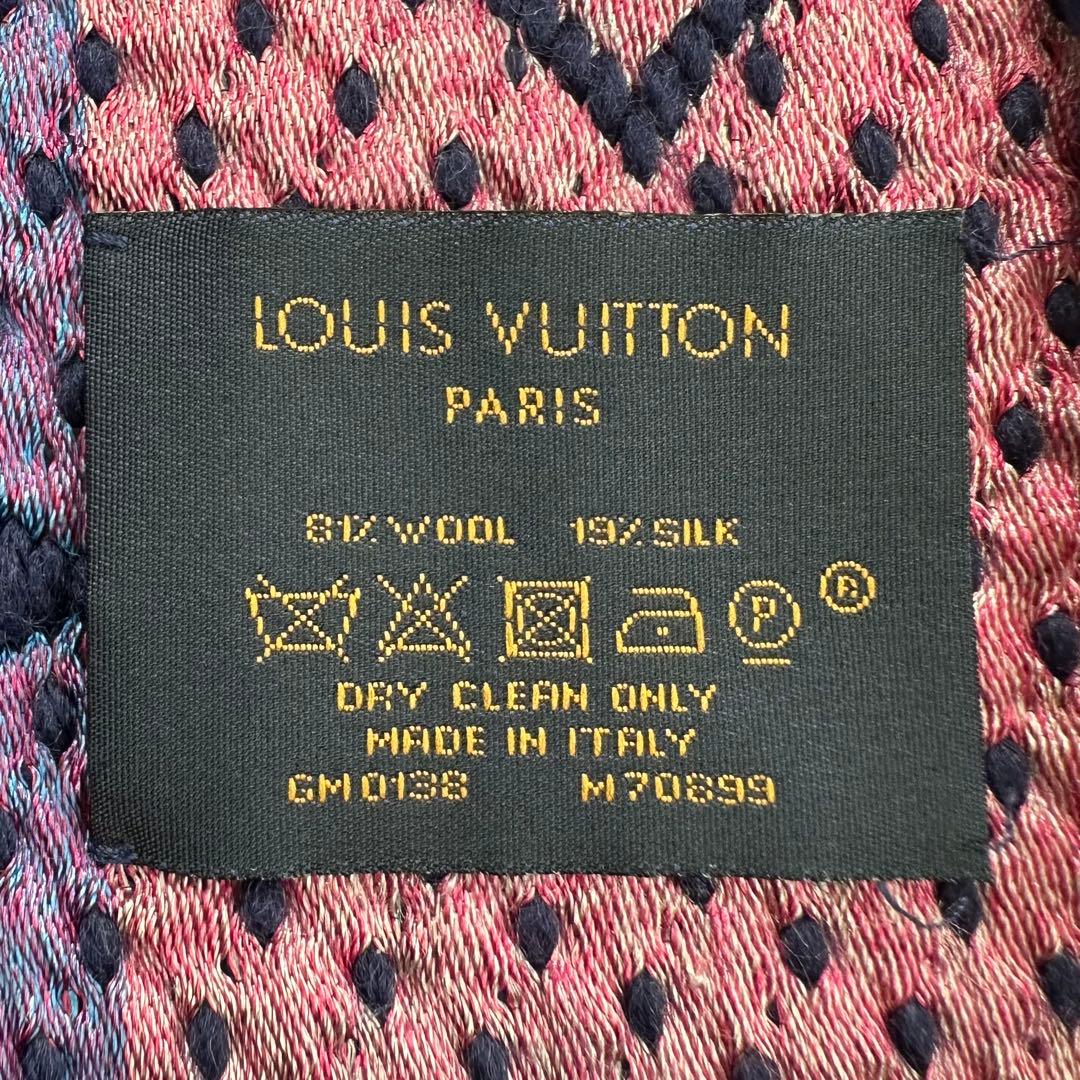 LOUIS VUITTON
PARIS
81% WOOL 19% SILK
P ®
DRY CLEAN ONLY
MADE IN ITALY
GM0138 M70899